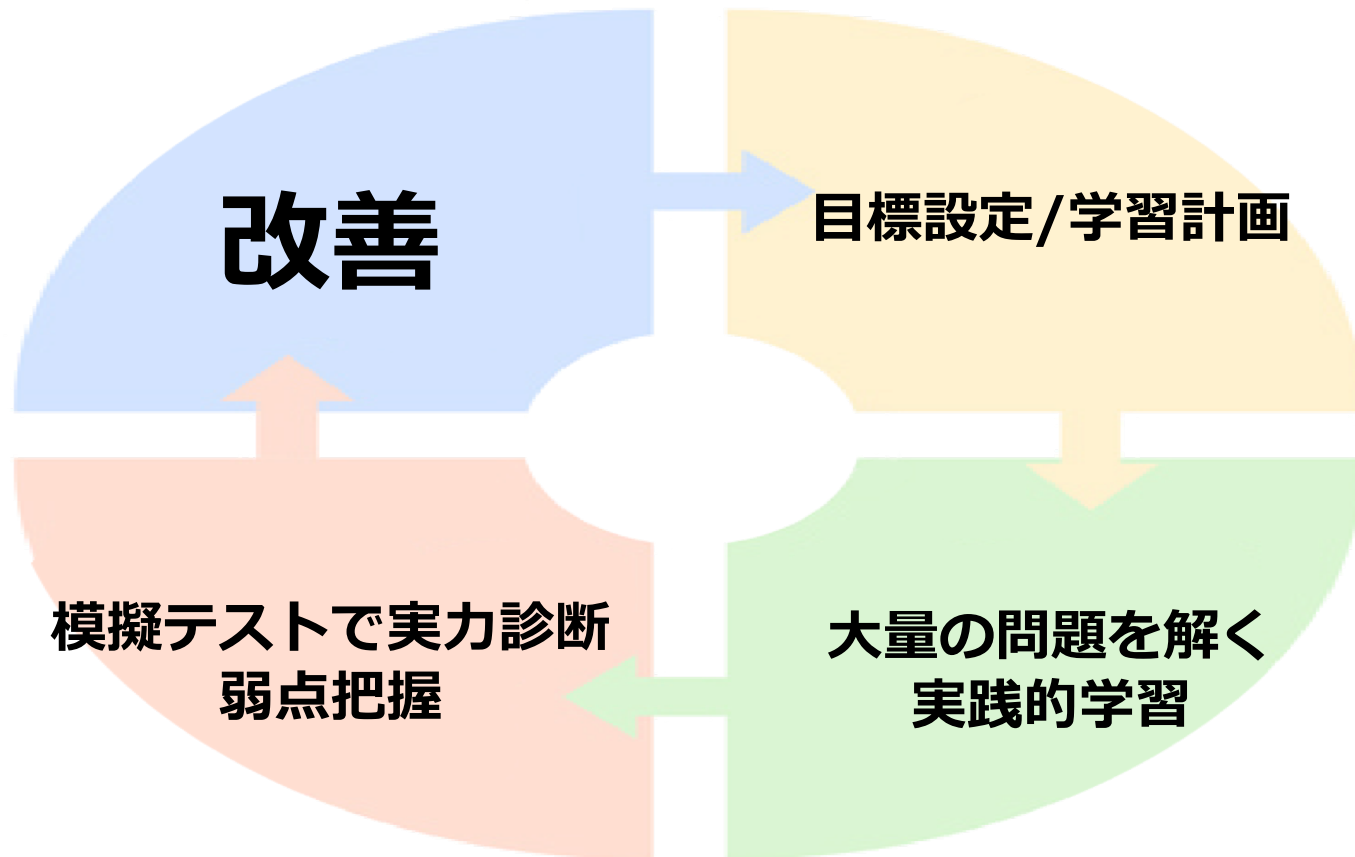 改善
目標設定/学習計画
模擬テストで実力診断
弱点把握
大量の問題を解く
実践的学習